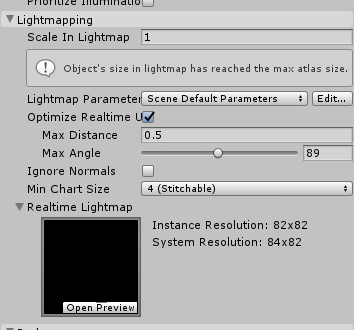 Prioritize Illuminatio
Lightmapping
Scale In Lightmap 1
Object's size in lightmap has reached the max atlas size.
Lightmap Parameter Scene Default Parameters Edit...
Optimize Realtime U
Max Distance 0.5
Max Angle 89
Ignore Normals
Min Chart Size 4 (Stitchable)
Realtime Lightmap
Instance Resolution: 82x82
System Resolution: 84x82
Open Preview